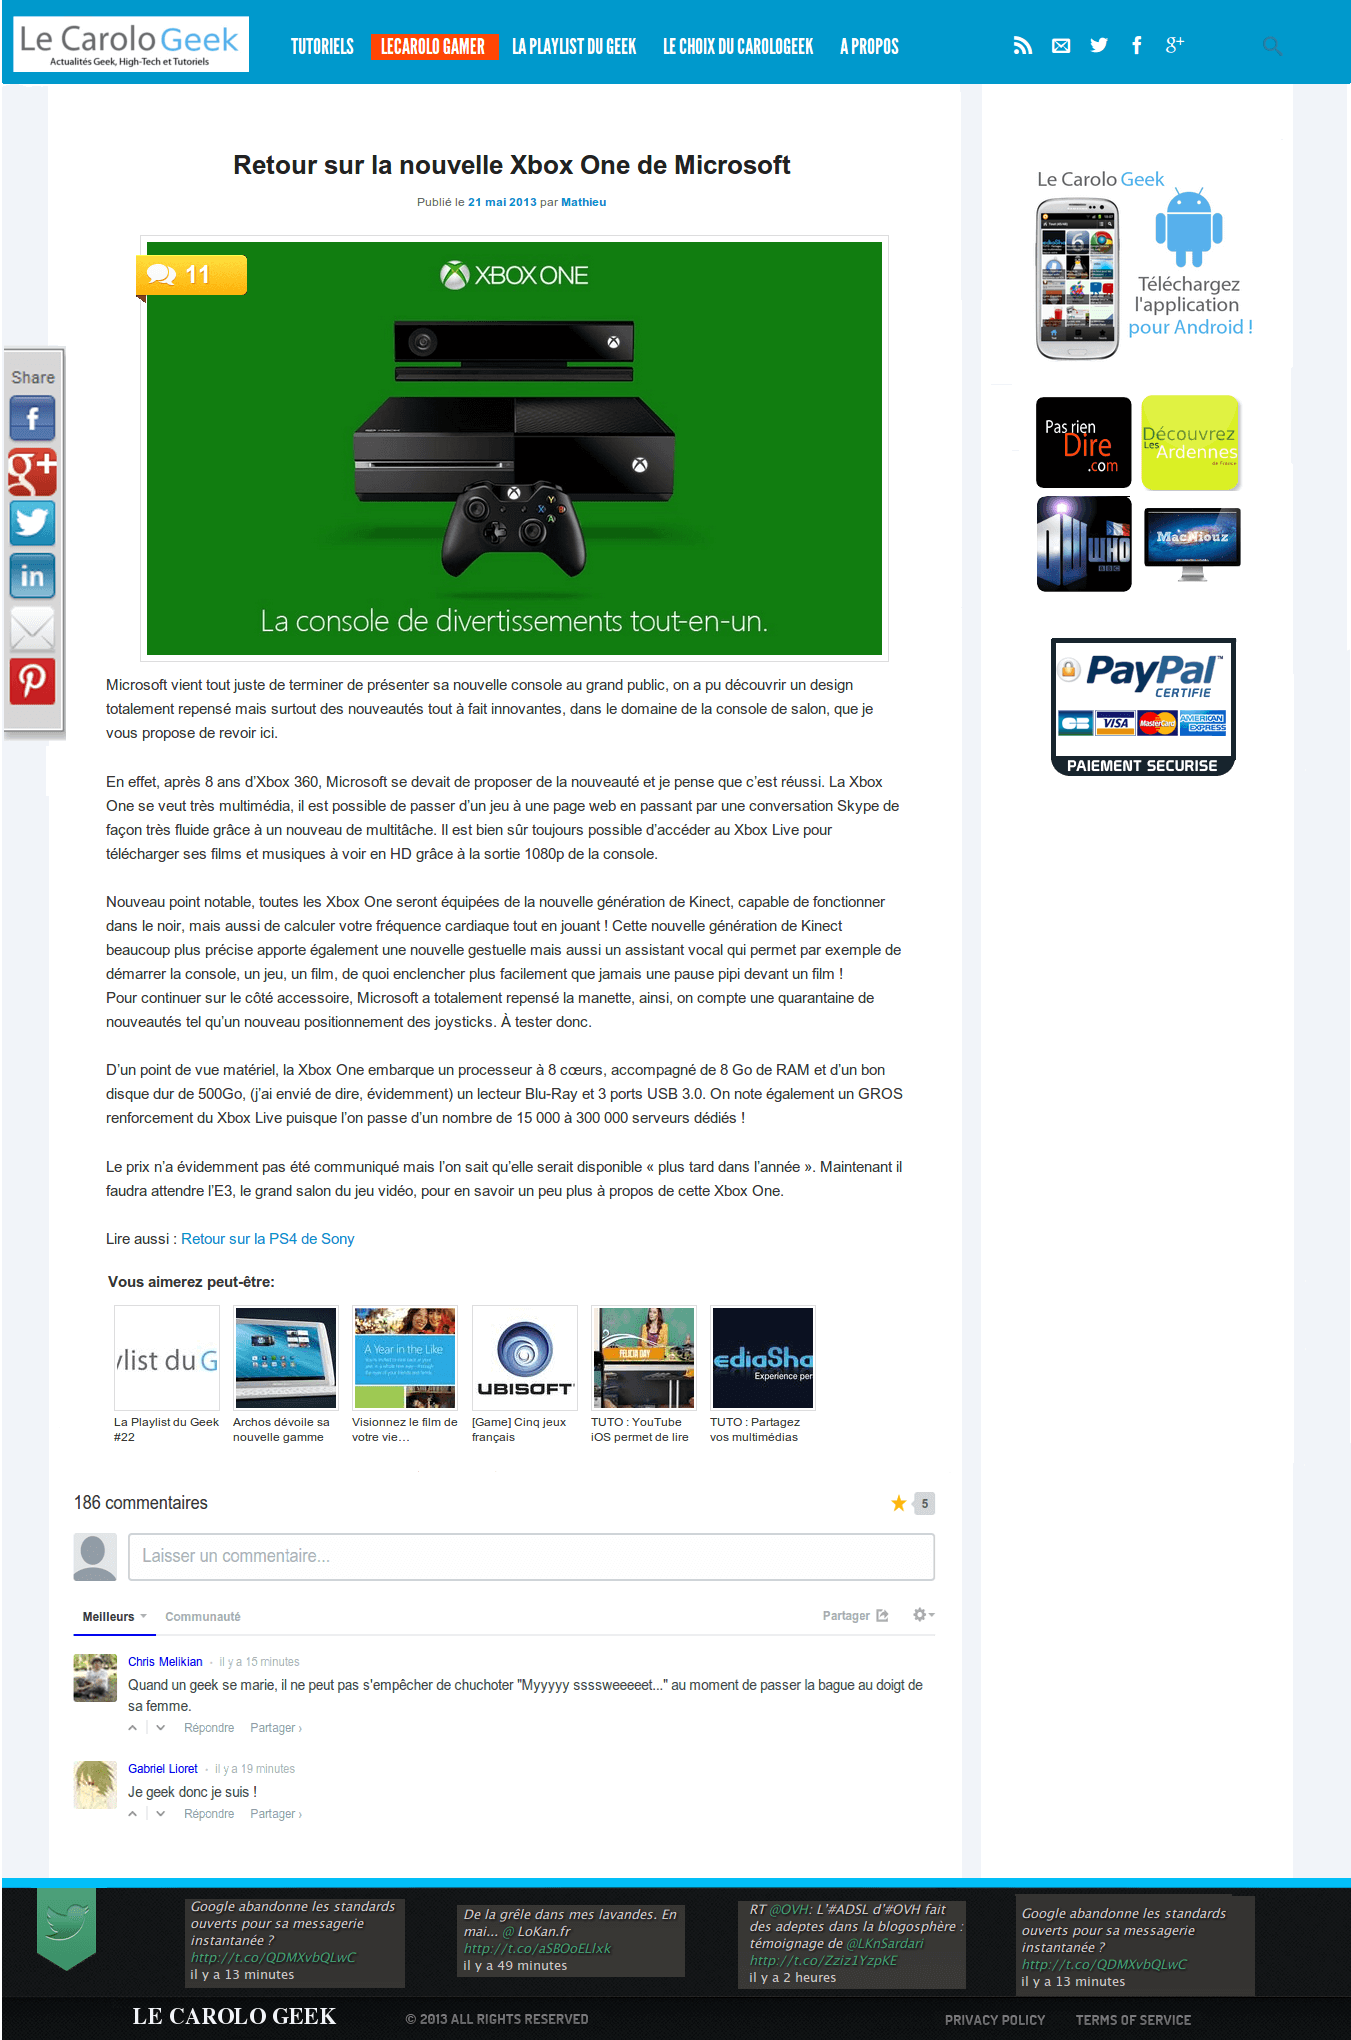 Le Carolo Geek
Actualités Geek, High-Tech et Tutoriels
TUTORIELS
LECAROLO GAMER
LA PLAYLIST DU GEEK
LE CHOIX DU CAROLOGEEK
A PROPOS
Retour sur la nouvelle Xbox One de Microsoft
Publié le 21 mai 2013 par Mathieu
11
XBOX ONE
La console de divertissements tout-en-un.
Share
Microsoft vient tout juste de terminer de présenter sa nouvelle console au grand public, on a pu découvrir un design
totalement repensé mais surtout des nouveautés tout à fait innovantes, dans le domaine de la console de salon, que je
vous propose de revoir ici.
En effet, après 8 ans d'Xbox 360, Microsoft se devait de proposer de la nouveauté et je pense que c'est réussi. La Xbox
One se veut très multimédia, il est possible de passer d'un jeu à une page web en passant par une conversation Skype de
façon très fluide grâce à un nouveau de multitâche. Il est bien sûr toujours possible d'accéder au Xbox Live pour
télécharger ses films et musiques à voir en HD grâce à la sortie 1080p de la console.
Nouveau point notable, toutes les Xbox One seront équipées de la nouvelle génération de Kinect, capable de fonctionner
dans le noir, mais aussi de calculer votre fréquence cardiaque tout en jouant ! Cette nouvelle génération de Kinect
beaucoup plus précise apporte également une nouvelle gestuelle mais aussi un assistant vocal qui permet par exemple de
démarrer la console, un jeu, un film, de quoi enclencher plus facilement que jamais une pause pipi devant un film !
Pour continuer sur le côté accessoire, Microsoft a totalement repensé la manette, ainsi, on compte une quarantaine de
nouveautés tel qu'un nouveau positionnement des joysticks. À tester donc.
D'un point de vue matériel, la Xbox One embarque un processeur à 8 cœurs, accompagné de 8 Go de RAM et d'un bon
disque dur de 500Go, (j'ai envié de dire, évidemment) un lecteur Blu-Ray et 3 ports USB 3.0. On note également un GROS
renforcement du Xbox Live puisque l'on passe d'un nombre de 15 000 à 300 000 serveurs dédiés !
Le prix n'a évidemment pas été communiqué mais l'on sait qu'elle serait disponible « plus tard dans l'année ». Maintenant il
faudra attendre l'E3, le grand salon du jeu vidéo, pour en savoir un peu plus à propos de cette Xbox One.
Lire aussi : Retour sur la PS4 de Sony
Vous aimerez peut-être:
ylist du G
A Year in the Like
UBISOFT
FELICIA DAY
ediaSha
Experience per
La Playlist du Geek
#22
Archos dévoile sa
nouvelle gamme
Visionnez le film de
votre vie…
[Game] Cinq jeux
français
TUTO : YouTube
iOS permet de lire
TUTO : Partagez
vos multimédias
186 commentaires
5
Laisser un commentaire...
Meilleurs
Communauté
Partager
Chris Melikian · il y a 15 minutes
Quand un geek se marie, il ne peut pas s'empêcher de chuchoter "Myyyyy ssssweeeeet..." au moment de passer la bague au doigt de
sa femme.
Répondre Partager ›
Gabriel Lioret · il y a 19 minutes
Je geek donc je suis !
Répondre Partager ›
Le Carolo Geek
Téléchargez
l'application
pour Android !
Pas rien
Dire
.com
Découvrez
Les
Ardennes
de France
DW
WHO
MacNiouz
PayPal™
CERTIFIE
CB
VISA
MasterCard
AMERICAN
EXPRESS
PAIEMENT SECURISE
Google abandonne les standards
ouverts pour sa messagerie
instantanée ?
http://t.co/QDMXvbQLwC
il y a 13 minutes
De la grêle dans mes lavandes. En
mai... @ LoKan.fr
http://t.co/aSBOoELlxk
il y a 49 minutes
RT @OVH: L'#ADSL d'#OVH fait
des adeptes dans la blogosphère :
témoignage de @LKnSardari
http://t.co/Zziz1YzpKE
il y a 2 heures
Google abandonne les standards
ouverts pour sa messagerie
instantanée ?
http://t.co/QDMXvbQLwC
il y a 13 minutes
LE CAROLO GEEK
© 2013 ALL RIGHTS RESERVED
PRIVACY POLICY
TERMS OF SERVICE